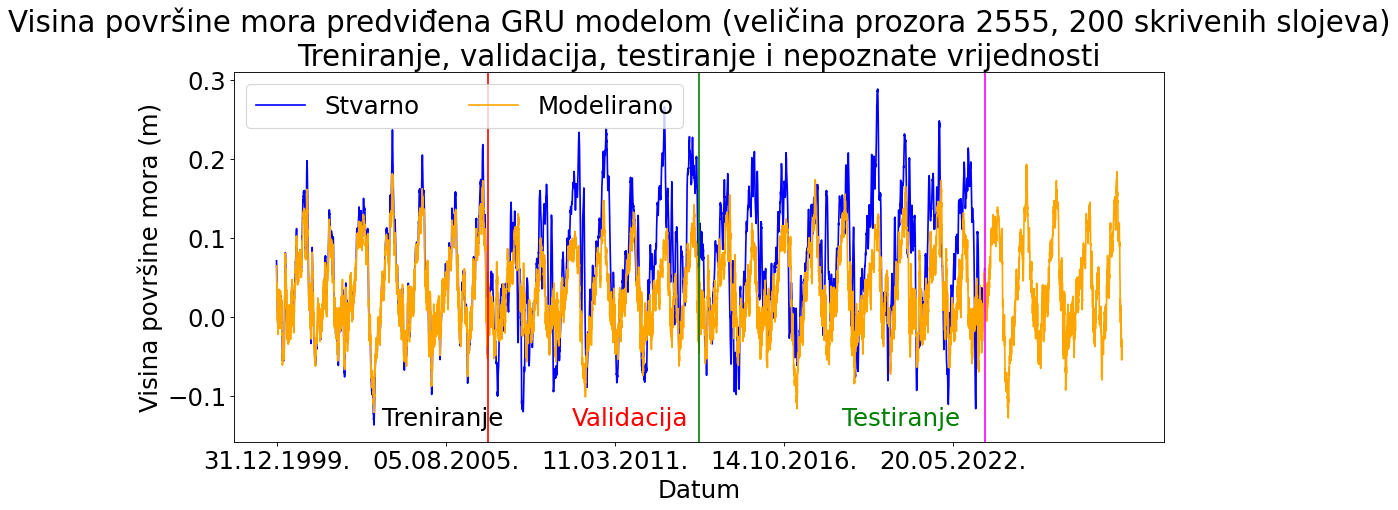 Visina površine mora predviđena GRU modelom (veličina prozora 2555, 200 skrivenih slojeva)
Treniranje, validacija, testiranje i nepoznate vrijednosti
Stvarno
Modelirano
Visina površine mora (m)
0.3
0.2
0.1
0.0
−0.1
Treniranje
Validacija
Testiranje
31.12.1999.
05.08.2005.
11.03.2011.
14.10.2016.
20.05.2022.
Datum